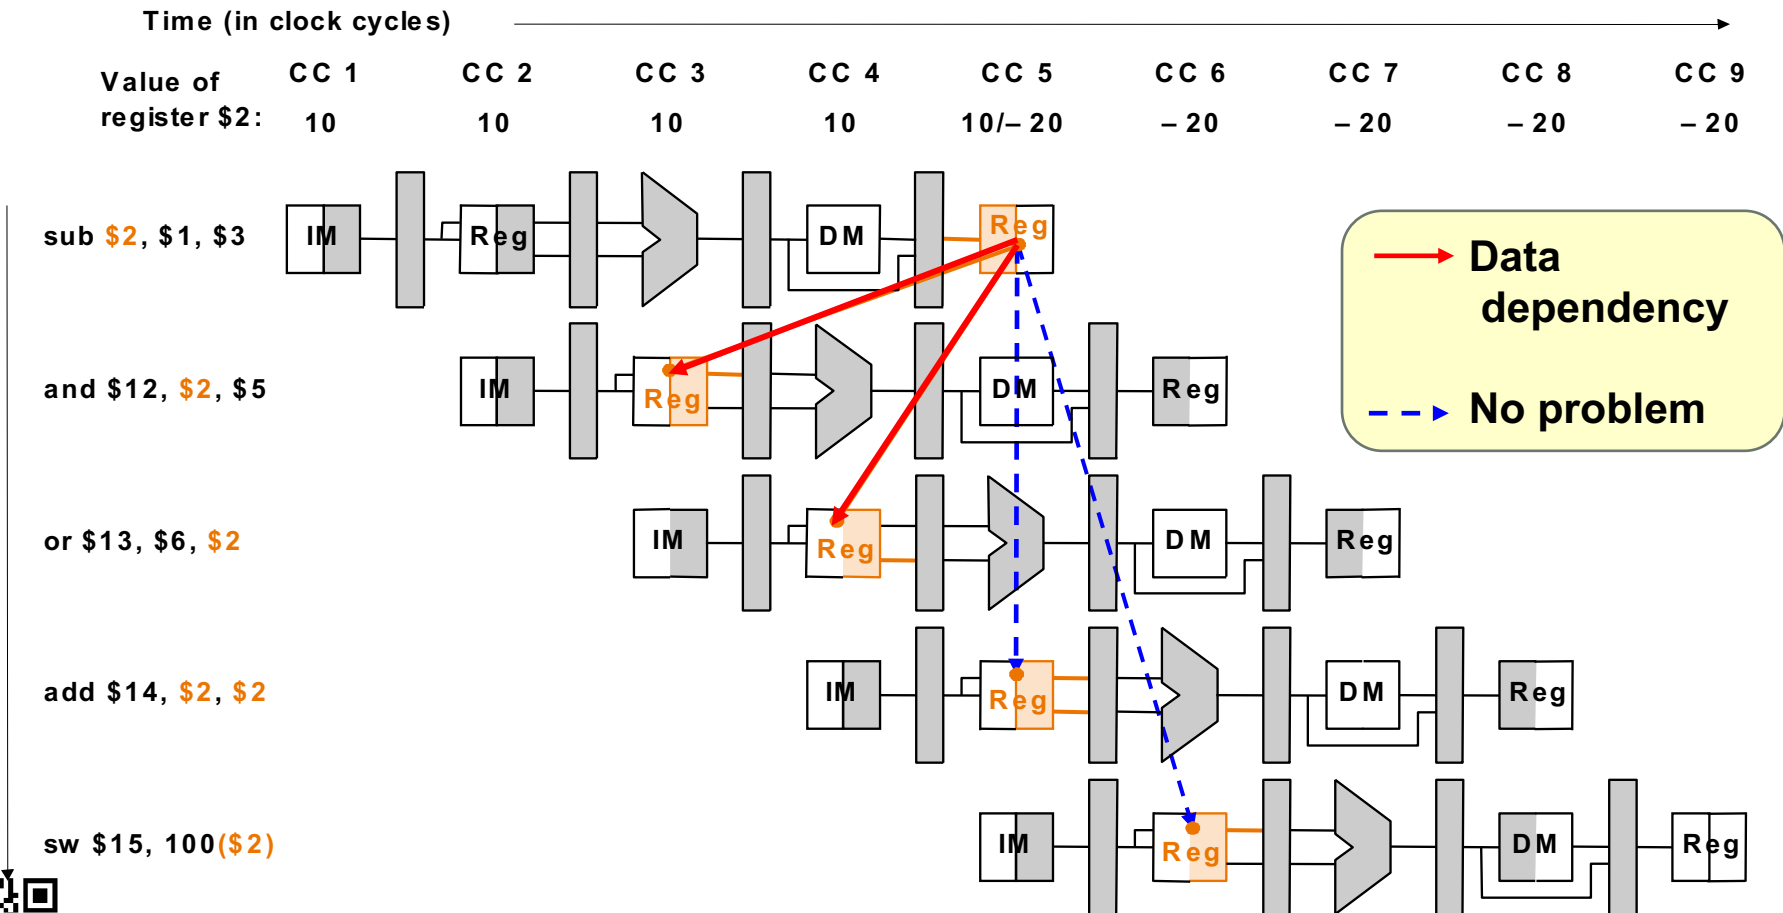 Time (in clock cycles)
Value of
register $2:
CC 1 CC 2 CC 3 CC 4 CC 5 CC 6 CC 7 CC 8 CC 9
10 10 10 10 10/– 20 – 20 – 20 – 20 – 20
sub $2, $1, $3 IM Reg DM Reg
Data
dependency
No problem
and $12, $2, $5 IM Reg DM Reg
or $13, $6, $2 IM Reg DM Reg
add $14, $2, $2 IM Reg DM Reg
sw $15, 100($2) IM Reg DM Reg